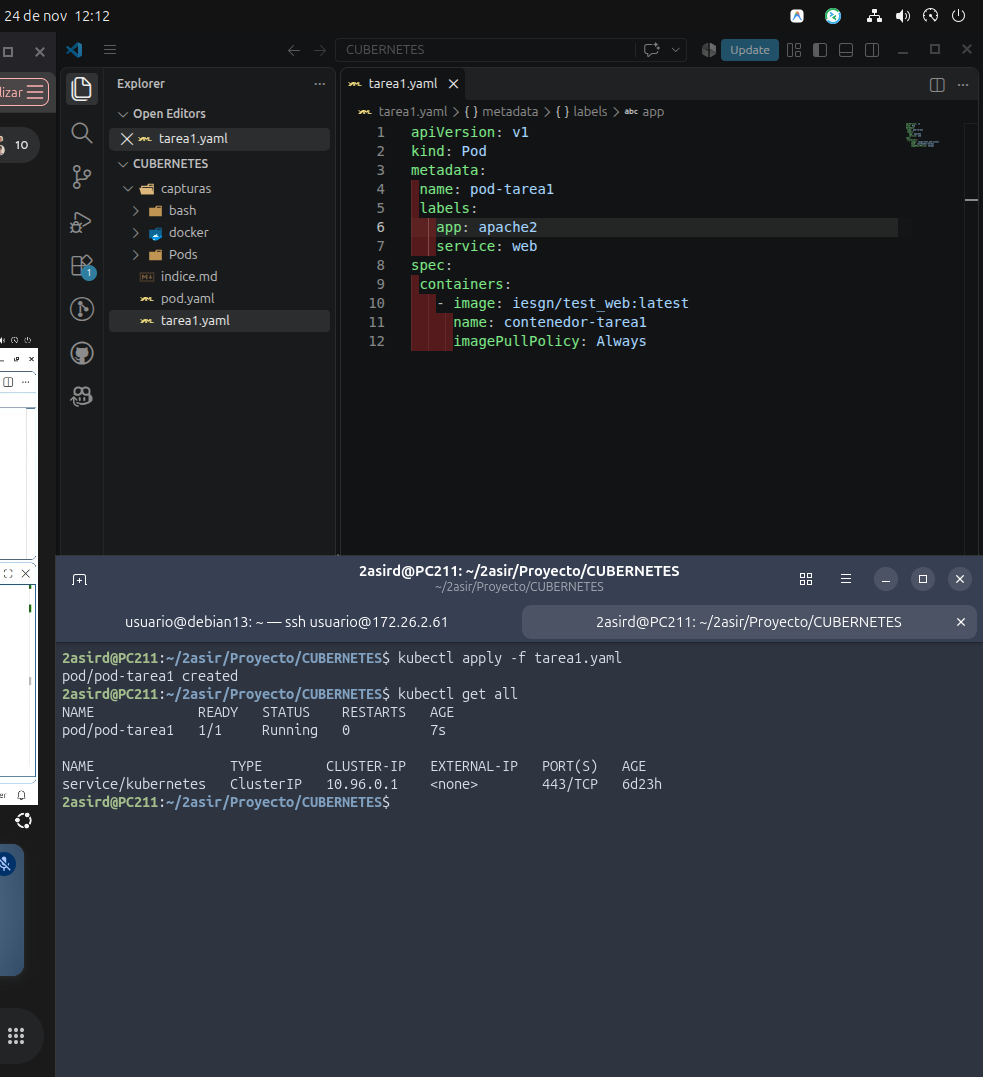 24 de nov 12:12
lizar
10
CUBERNETES
Update
Explorer
Open Editors
tarea1.yaml
CUBERNETES
capturas
bash
docker
Pods
indice.md
pod.yaml
tarea1.yaml
1
tarea1.yaml
tarea1.yaml > { } metadata > { } labels > abc app
1 apiVersion: v1
2 kind: Pod
3 metadata:
4 name: pod-tarea1
5 labels:
6 app: apache2
7 service: web
8 spec:
9 containers:
10 - image: iesgn/test_web:latest
11 name: contenedor-tarea1
12 imagePullPolicy: Always
2asird@PC211: ~/2asir/Proyecto/CUBERNETES
~/2asir/Proyecto/CUBERNETES
usuario@debian13: ~ — ssh usuario@172.26.2.61
2asird@PC211: ~/2asir/Proyecto/CUBERNETES
2asird@PC211:~/2asir/Proyecto/CUBERNETES$ kubectl apply -f tarea1.yaml
pod/pod-tarea1 created
2asird@PC211:~/2asir/Proyecto/CUBERNETES$ kubectl get all
NAME READY STATUS RESTARTS AGE
pod/pod-tarea1 1/1 Running 0 7s
NAME TYPE CLUSTER-IP EXTERNAL-IP PORT(S) AGE
service/kubernetes ClusterIP 10.96.0.1 <none> 443/TCP 6d23h
2asird@PC211:~/2asir/Proyecto/CUBERNETES$